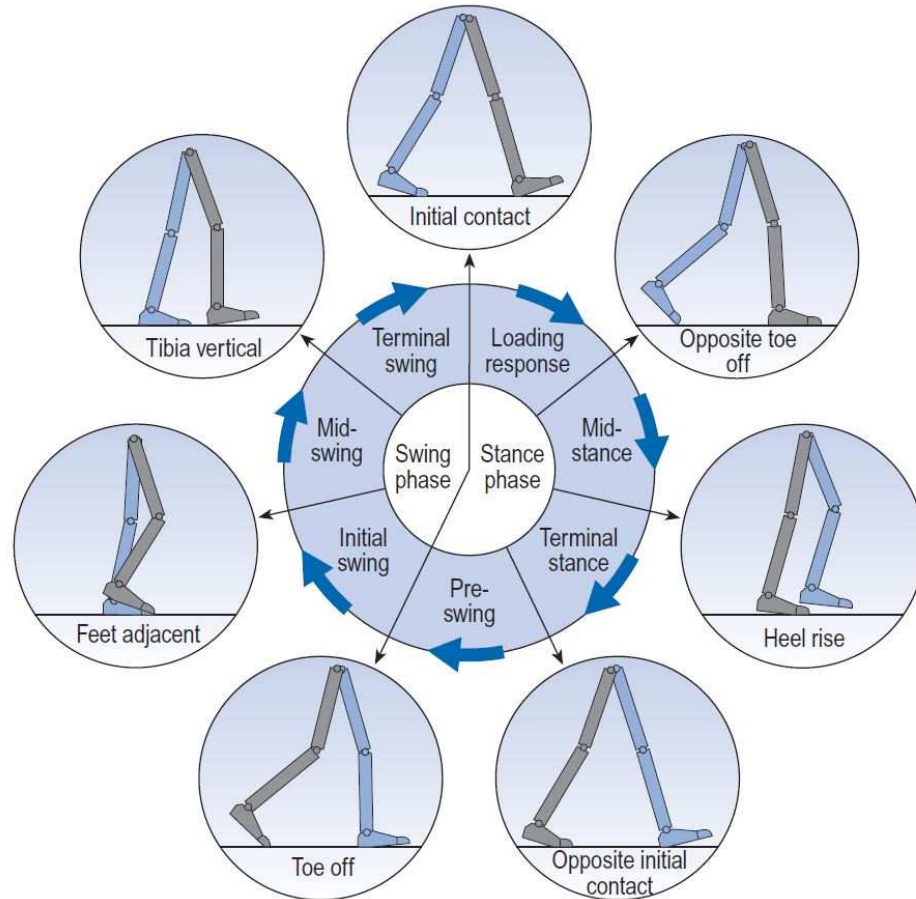 Initial contact
Opposite toe
off
Tibia vertical
Terminal
swing
Loading
response
Mid-
swing
Swing
phase
Stance
phase
Mid-
stance
Initial
swing
Pre-
swing
Terminal
stance
Feet adjacent
Heel rise
Toe off
Opposite initial
contact